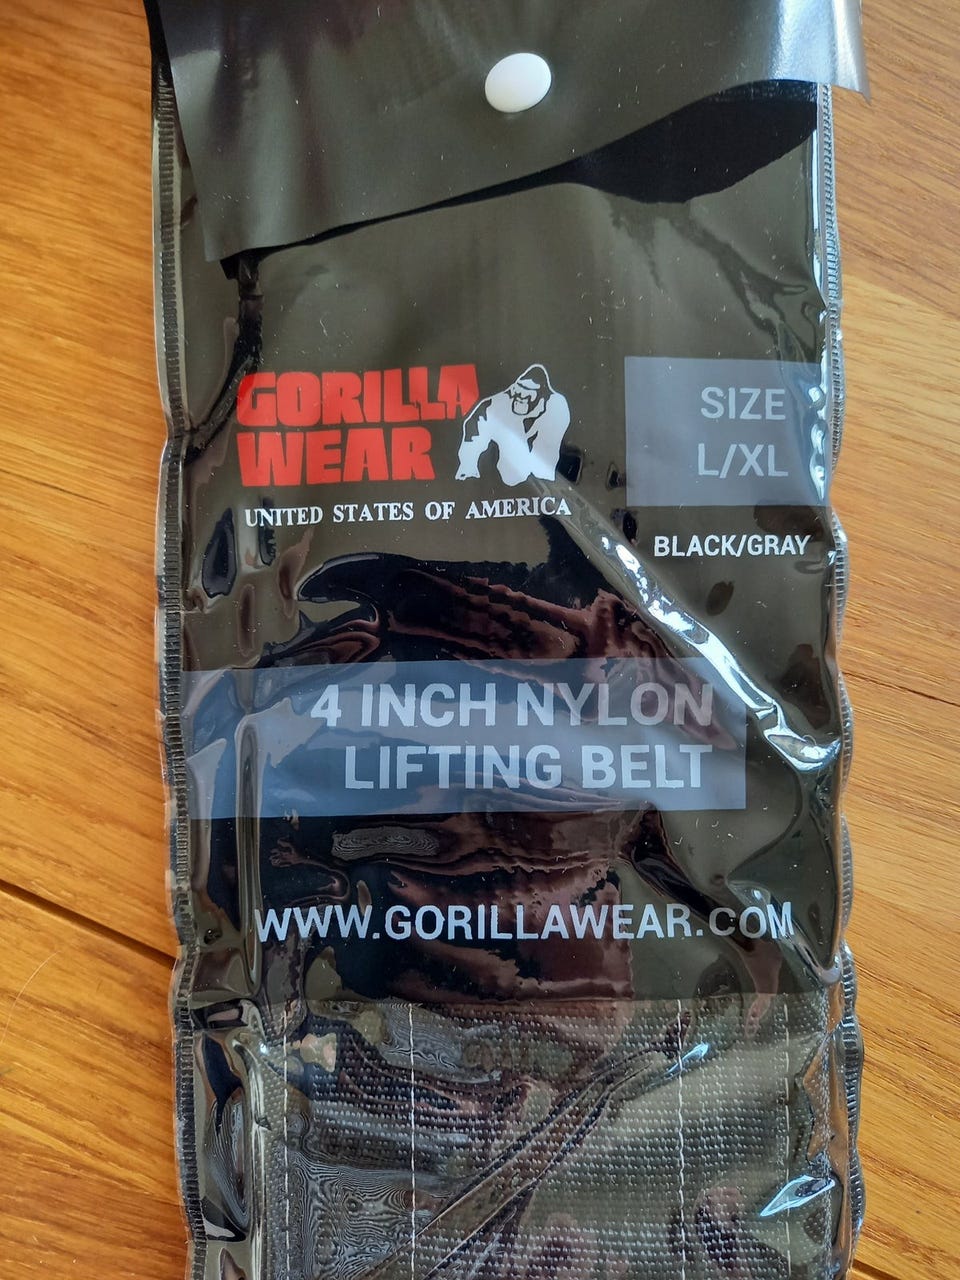 GORILLA
WEAR
UNITED STATES OF AMERICA
SIZE
L/XL
BLACK/GRAY
4 INCH NYLON
LIFTING BELT
WWW.GORILLAWEAR.COM